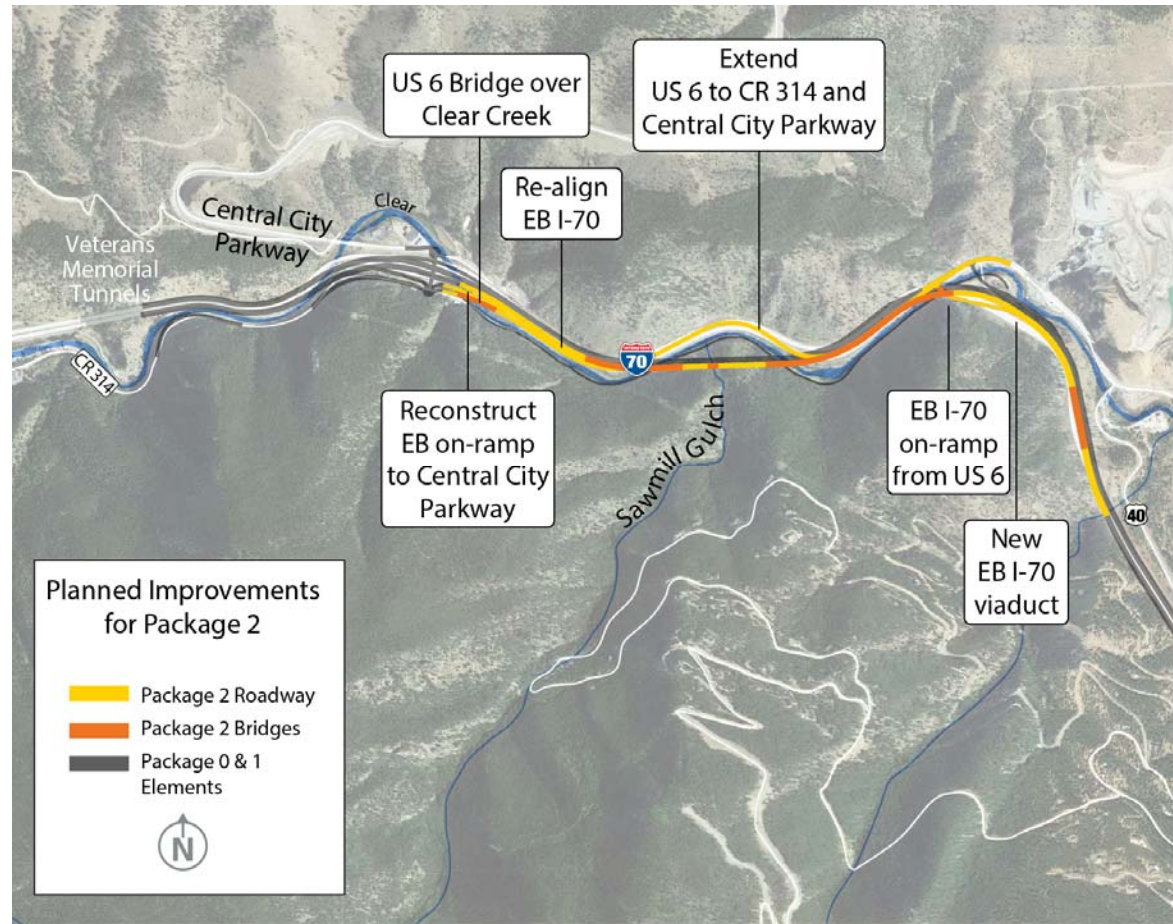 Extend
US 6 to CR 314 and
Central City Parkway
US 6 Bridge over
Clear Creek
Re-align
EB I-70
Clear
Central City
Parkway
Veterans
Memorial
Tunnels
CR 314
INTERSTATE
70
Reconstruct
EB on-ramp
to Central City
Parkway
Sawmill Gulch
EB I-70
on-ramp
from US 6
40
New
EB I-70
viaduct
Planned Improvements
for Package 2
Package 2 Roadway
Package 2 Bridges
Package 0 & 1
Elements
N